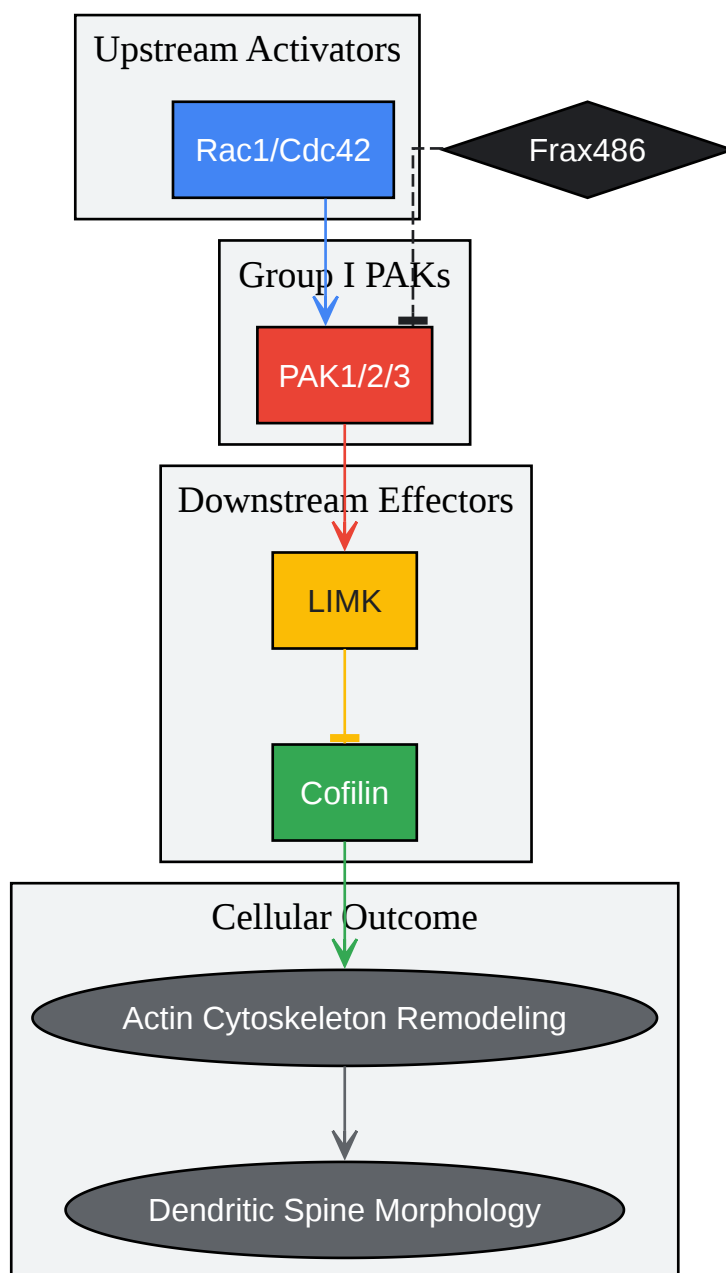 Upstream Activators
Rac1/Cdc42
Frax486
Group I PAKs
PAK1/2/3
Downstream Effectors
LIMK
Cofilin
Cellular Outcome
Actin Cytoskeleton Remodeling
Dendritic Spine Morphology